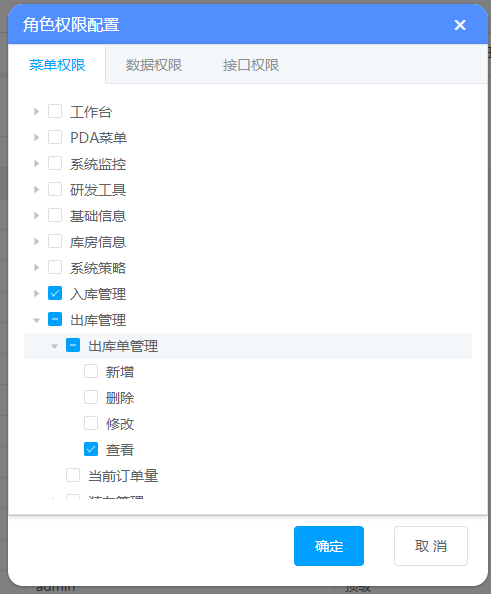 角色权限配置
菜单权限 数据权限 接口权限
工作台
PDA菜单
系统监控
研发工具
基础信息
库房信息
系统策略
入库管理
出库管理
出库单管理
新增
删除
修改
查看
当前订单量
确定 取消
admin 顶级